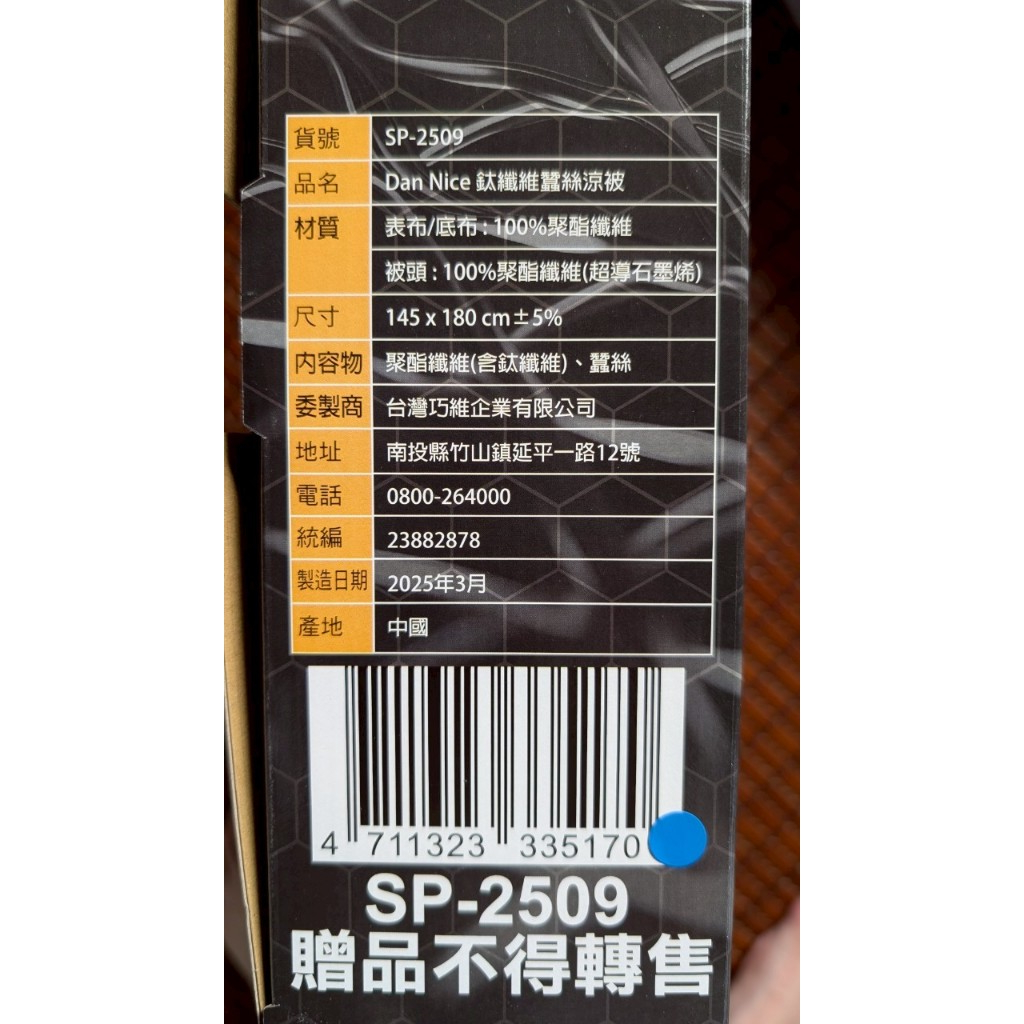 貨號 SP-2509
品名 Dan Nice 鈦纖維蠶絲涼被
材質 表布/底布：100%聚酯纖維
被頭：100%聚酯纖維(超導石墨烯)
尺寸 145 x 180 cm±5%
內容物 聚酯纖維(含鈦纖維)、蠶絲
委製商 台灣巧維企業有限公司
地址 南投縣竹山鎮延平一路12號
電話 0800-264000
統編 23882878
製造日期 2025年3月
產地 中國
4 711323 335170
SP-2509
贈品不得轉售